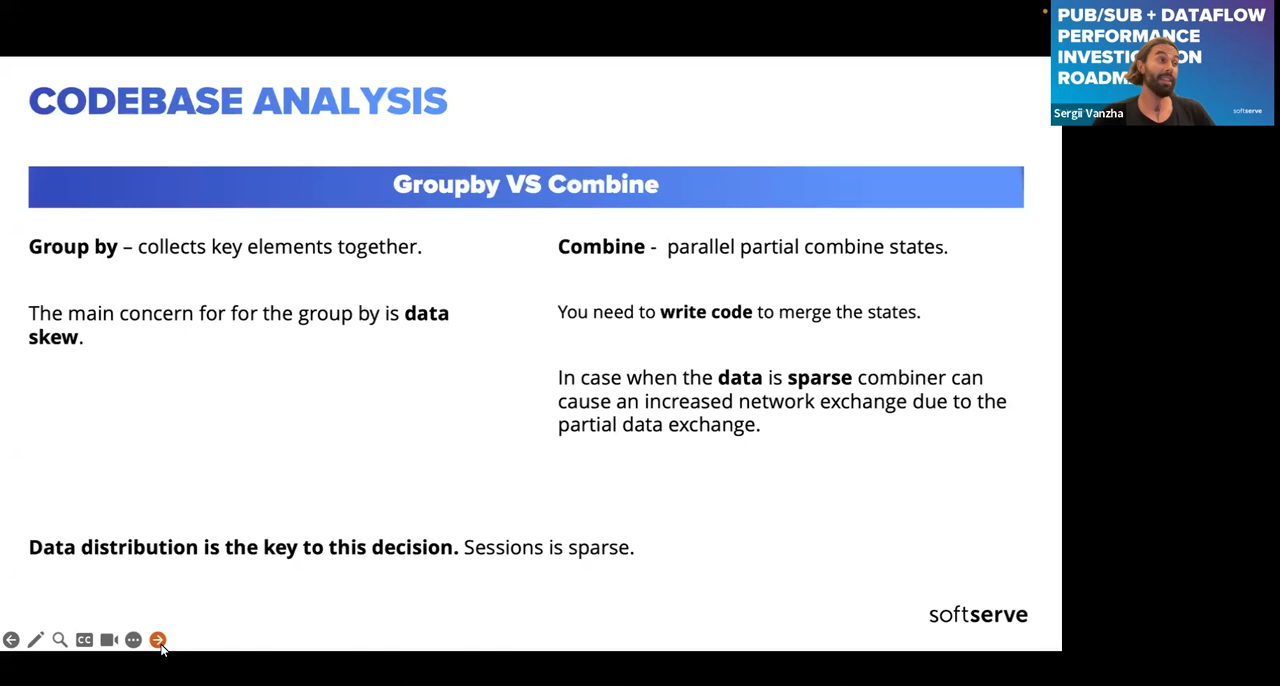 PUB/SUB + DATAFLOW
PERFORMANCE
ROADM
softserve
Sergii Vanzha
CODEBASE ANALYSIS
Groupby VS Combine
Group by – collects key elements together.
The main concern for for the group by is data
skew.
Combine - parallel partial combine states.
You need to write code to merge the states.
In case when the data is sparse combiner can
cause an increased network exchange due to the
partial data exchange.
Data distribution is the key to this decision. Sessions is sparse.
softserve
CC